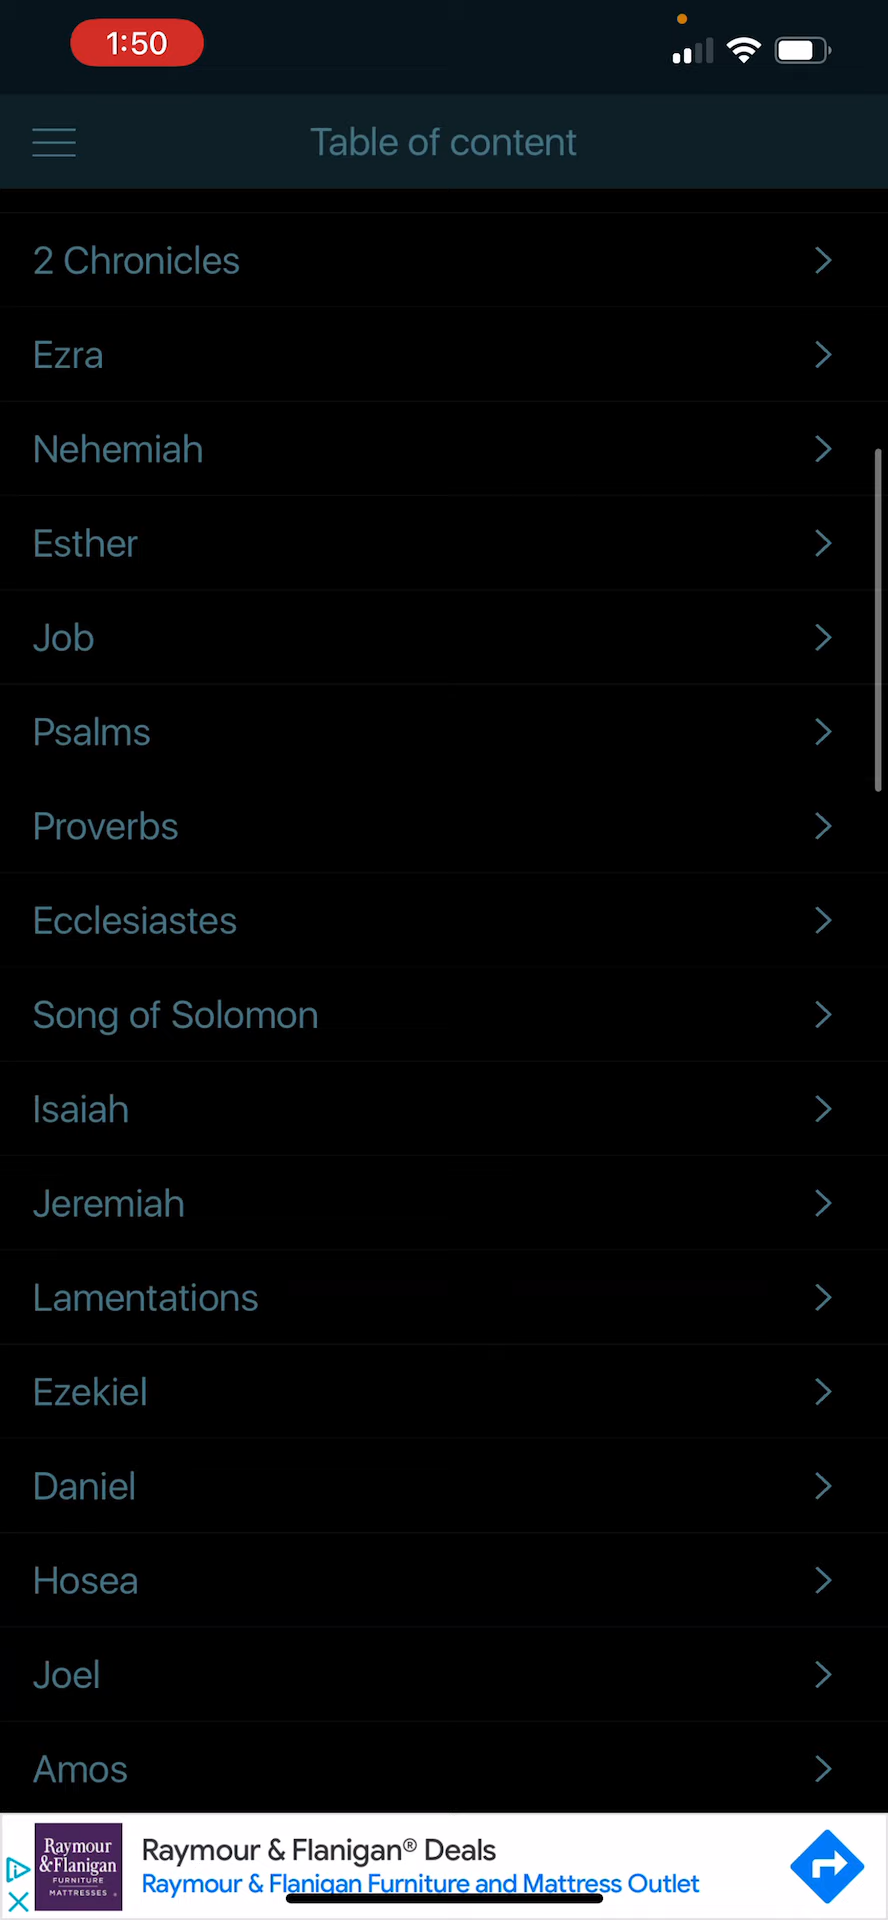 1:50
Table of content
2 Chronicles
Ezra
Nehemiah
Esther
Job
Psalms
Proverbs
Ecclesiastes
Song of Solomon
Isaiah
Jeremiah
Lamentations
Ezekiel
Daniel
Hosea
Joel
Amos
Raymour
&Flanigan
FURNITURE
MATTRESSES
Raymour & Flanigan® Deals
Raymour & Flanigan Furniture and Mattress Outlet